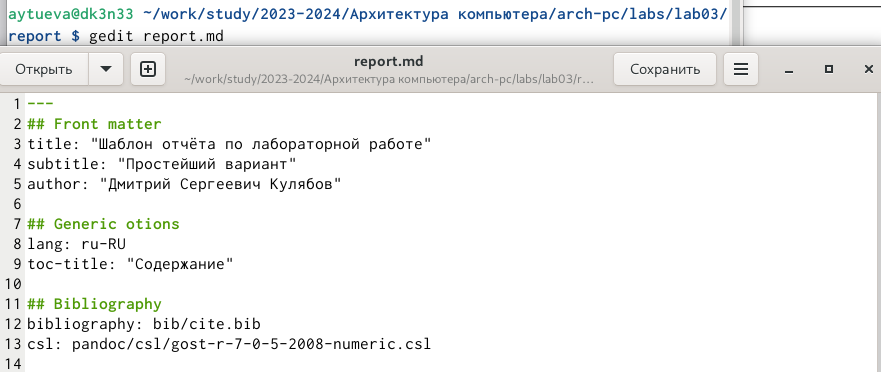 aytueva@dk3n33 ~/work/study/2023-2024/Архитектура компьютера/arch-pc/labs/lab03/
report $ gedit report.md
Открыть
report.md
~/work/study/2023-2024/Архитектура компьютера/arch-pc/labs/lab03/r...
Сохранить
1 ---
2 ## Front matter
3 title: "Шаблон отчёта по лабораторной работе"
4 subtitle: "Простейший вариант"
5 author: "Дмитрий Сергеевич Кулябов"
6
7 ## Generic otions
8 lang: ru-RU
9 toc-title: "Содержание"
10
11 ## Bibliography
12 bibliography: bib/cite.bib
13 csl: pandoc/csl/gost-r-7-0-5-2008-numeric.csl
14